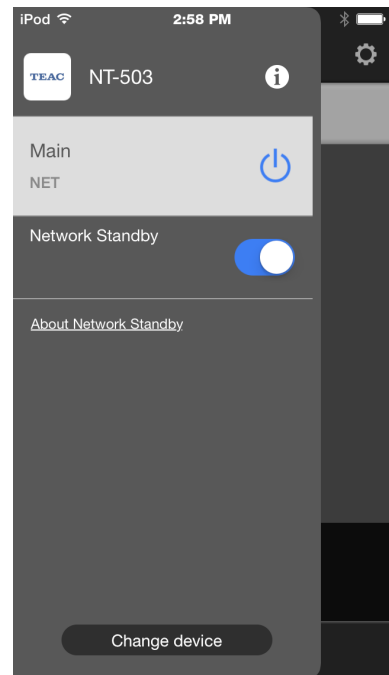 iPod 2:58 PM
TEAC NT-503 i
Main
NET
Network Standby
About Network Standby
Change device